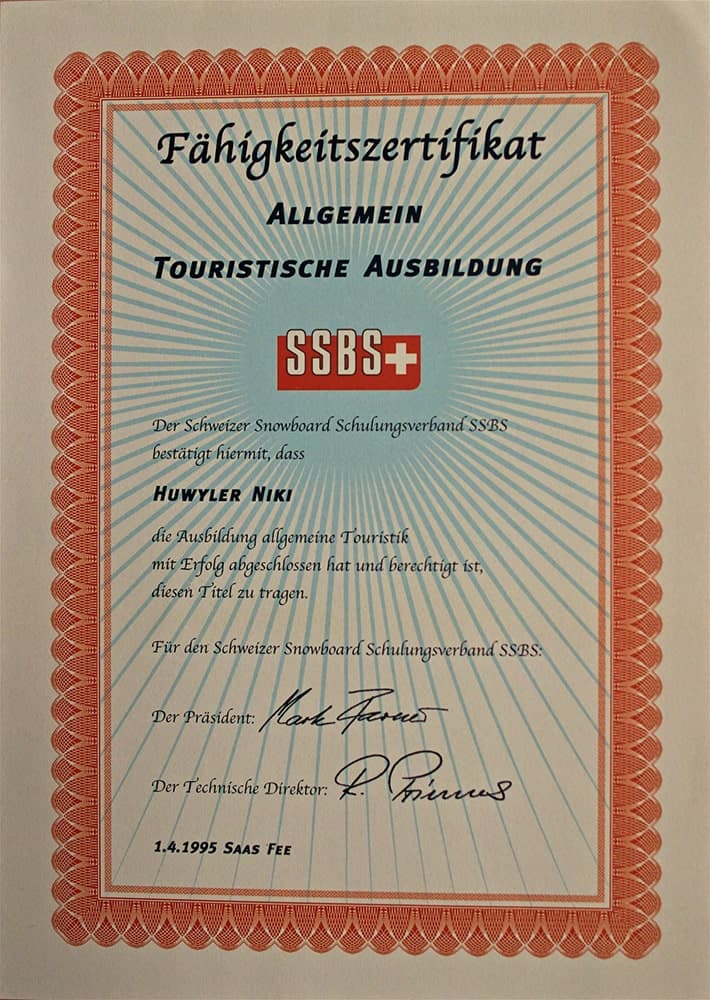 Fähigkeitszertifikat
ALLGEMEIN
TOURISTISCHE AUSBILDUNG
SSBS
Der Schweizer Snowboard Schulungsverband SSBS
bestätigt hiermit, dass
HUWYLER NIKI
die Ausbildung allgemeine Touristik
mit Erfolg abgeschlossen hat und berechtigt ist,
diesen Titel zu tragen.
Für den Schweizer Snowboard Schulungsverband SSBS:
Der Präsident: Mark
Der Technische Direktor: R.
1.4.1995 SAAS FEE